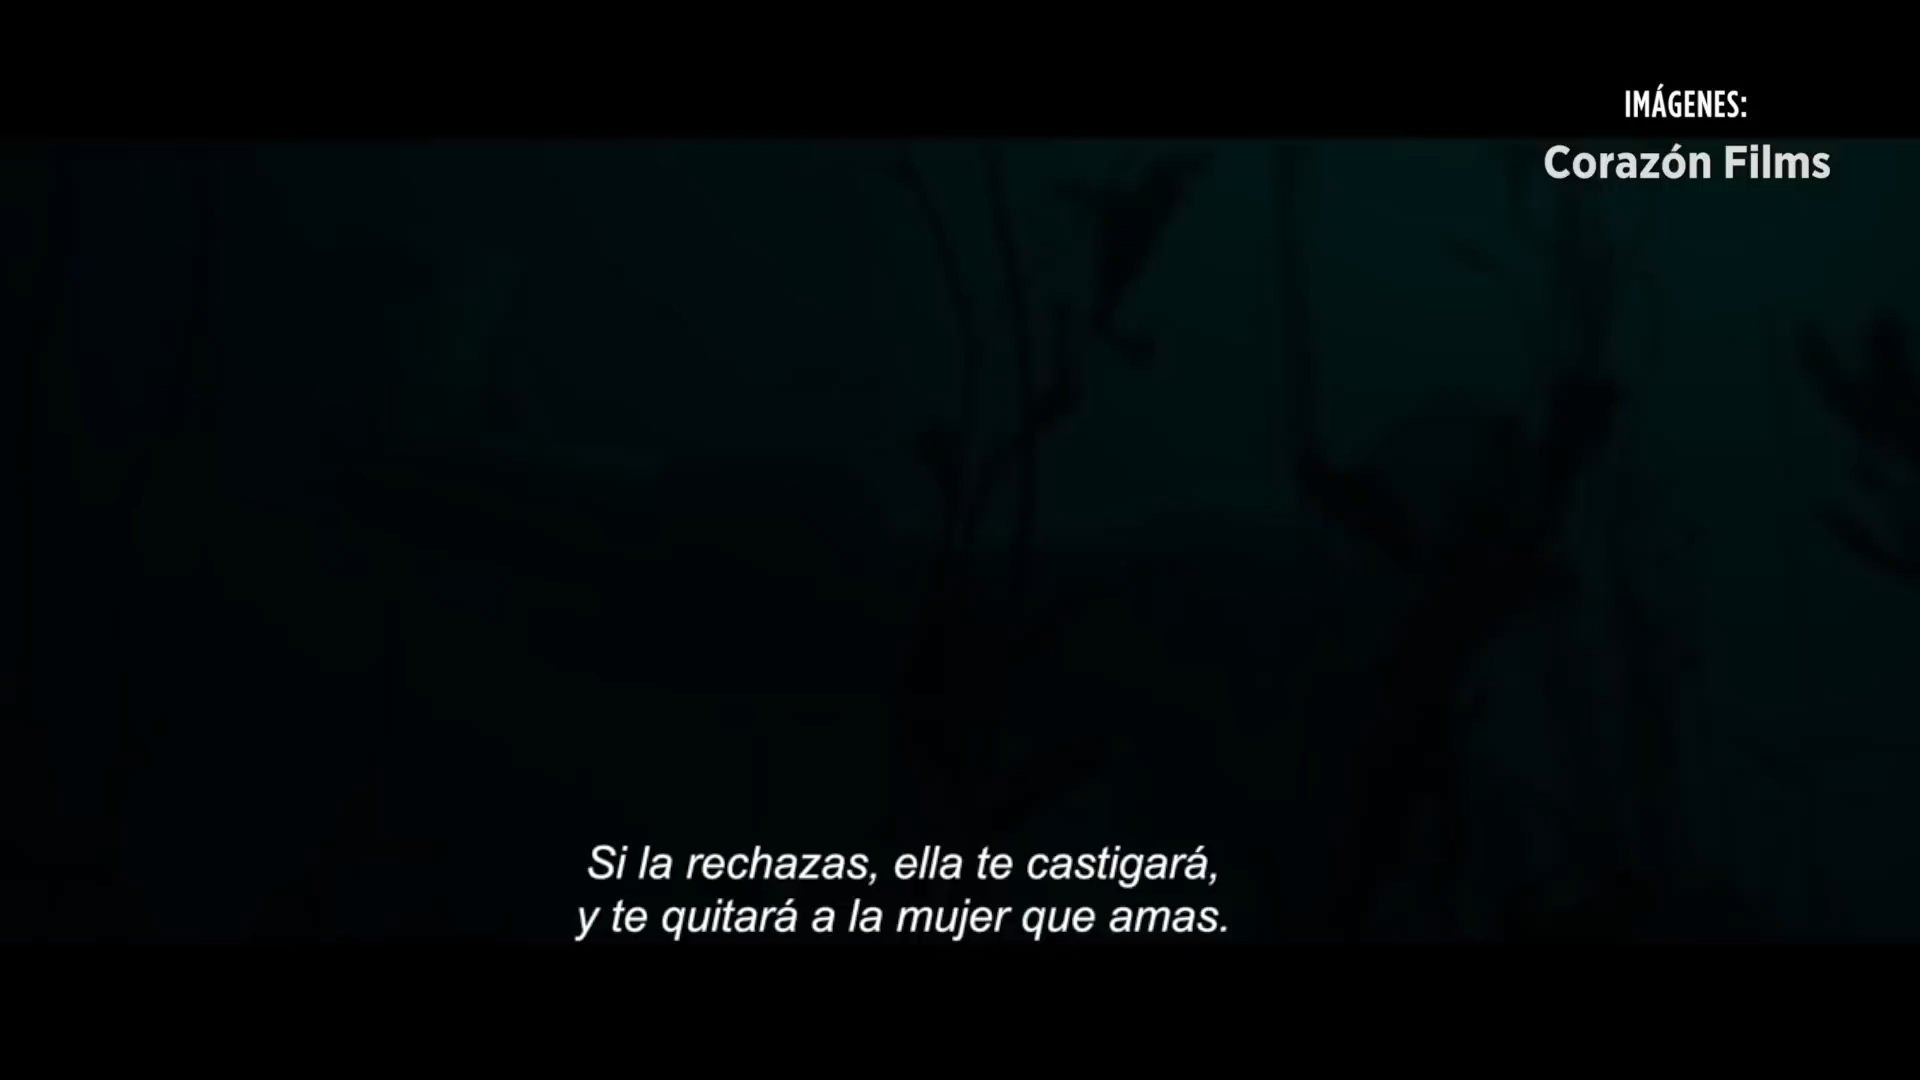 IMÁGENES:
Corazón Films
Si la rechazas, ella te castigará,
y te quitará a la mujer que amas.